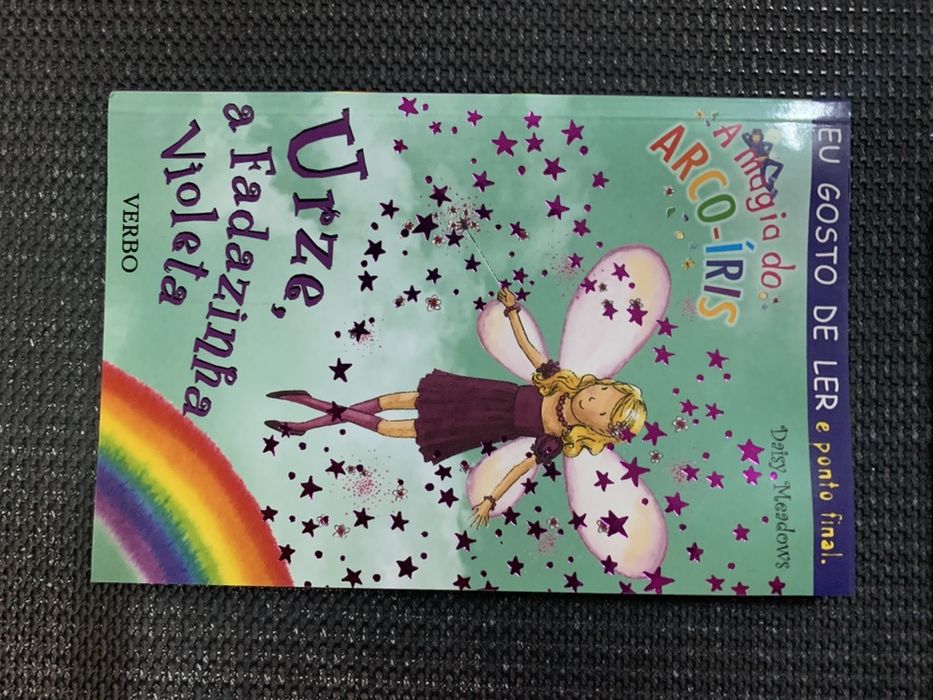 EU GOSTO DE LER e ponto final.
Daisy Meadows
A magia do
ARCO-ÍRIS
Urze,
a Fadazinha
Violeta
VERBO